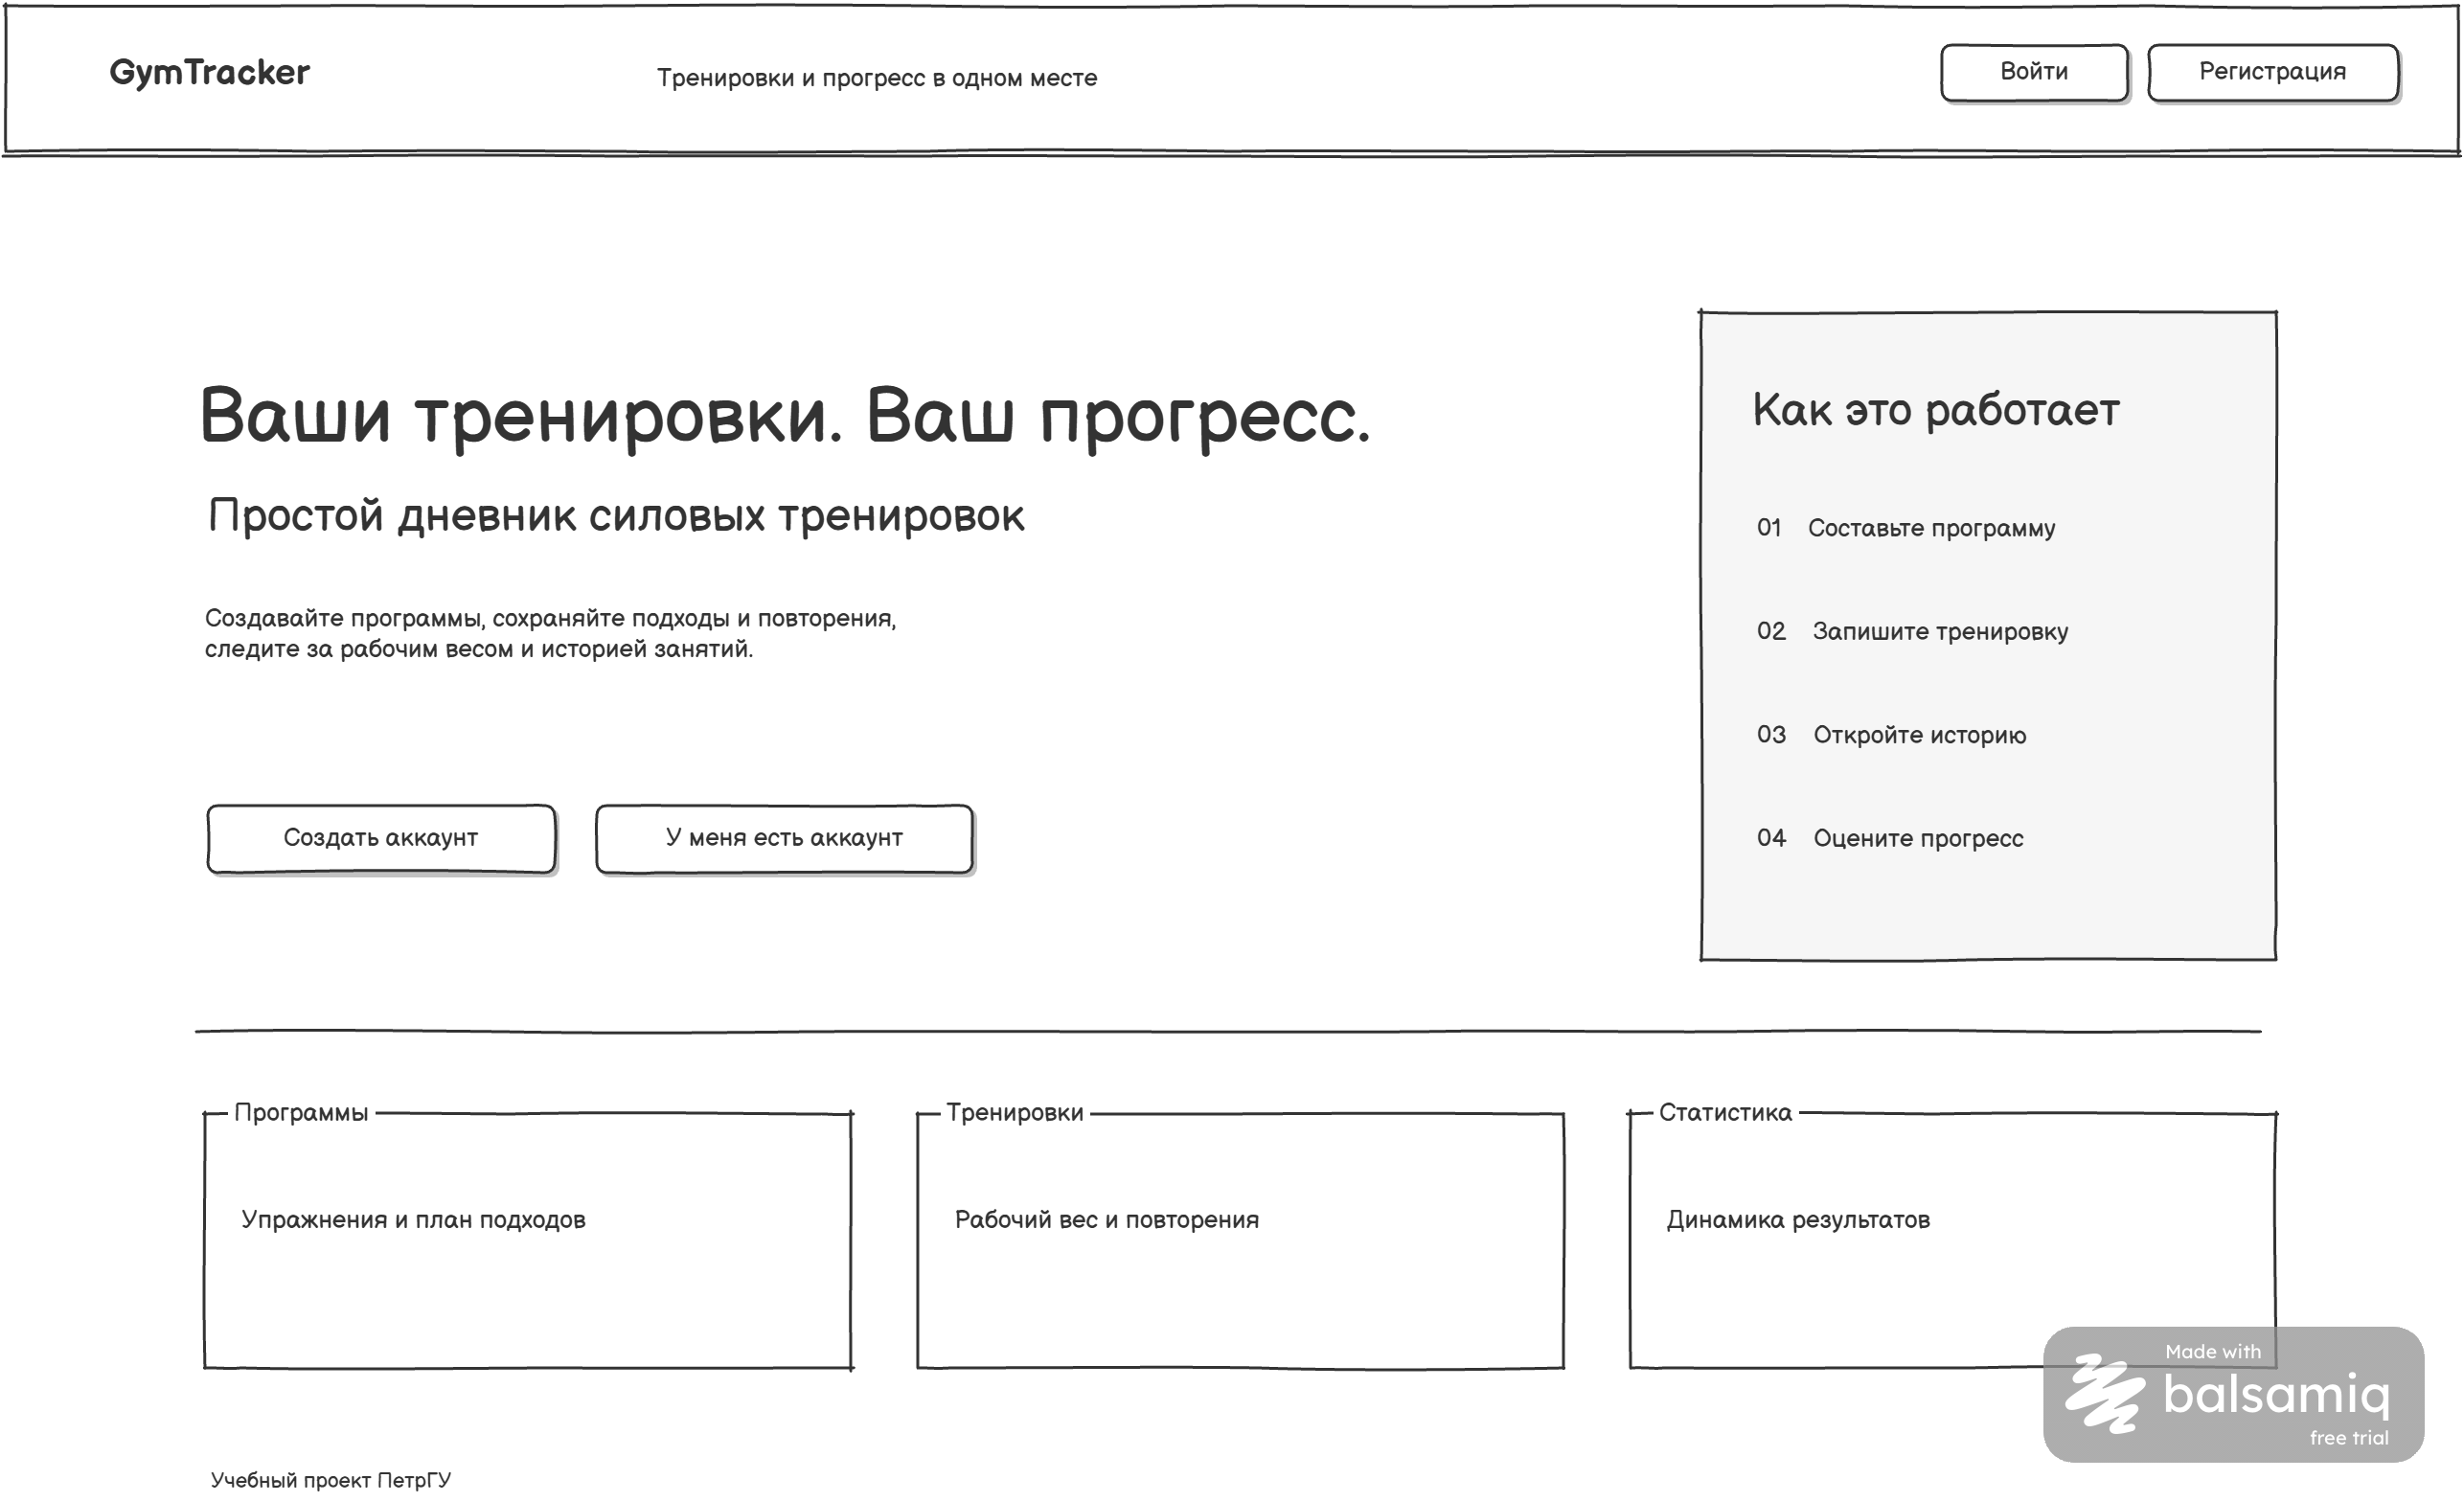 GymTracker
Тренировки и прогресс в одном месте
Войти
Регистрация
Ваши тренировки. Ваш прогресс.
Простой дневник силовых тренировок
Создавайте программы, сохраняйте подходы и повторения,
следите за рабочим весом и историей занятий.
Создать аккаунт
У меня есть аккаунт
Как это работает
01 Составьте программу
02 Запишите тренировку
03 Откройте историю
04 Оцените прогресс
Программы
Упражнения и план подходов
Тренировки
Рабочий вес и повторения
Статистика
Динамика результатов
Made with
balsamiq
free trial
Учебный проект ПетрГУ